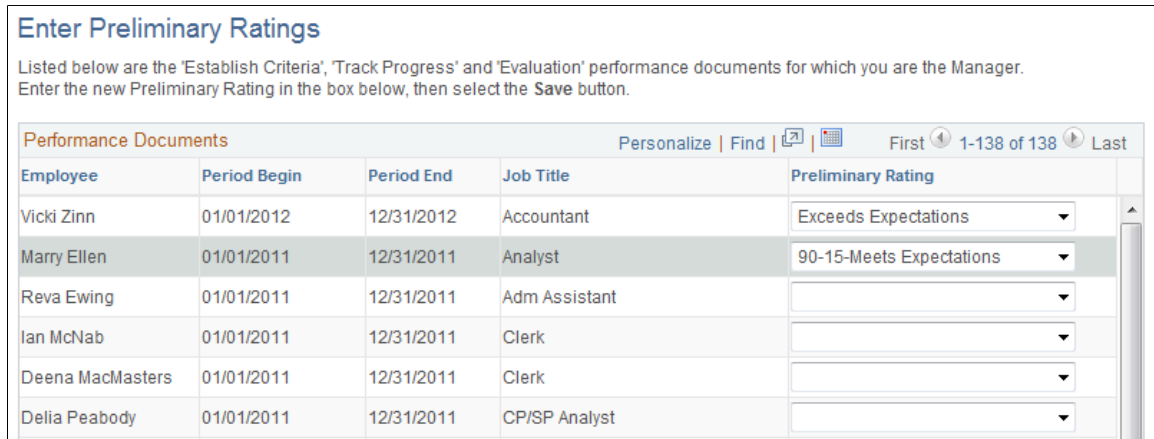 Enter Preliminary Ratings
Listed below are the 'Establish Criteria', 'Track Progress' and 'Evaluation' performance documents for which you are the Manager.
Enter the new Preliminary Rating in the box below, then select the Save button.
Performance Documents Personalize | Find | | First 1-138 of 138 Last
Employee Period Begin Period End Job Title Preliminary Rating
Vicki Zinn 01/01/2012 12/31/2012 Accountant Exceeds Expectations
Marry Ellen 01/01/2011 12/31/2011 Analyst 90-15-Meets Expectations
Reva Ewing 01/01/2011 12/31/2011 Adm Assistant
Ian McNab 01/01/2011 12/31/2011 Clerk
Deena MacMasters 01/01/2011 12/31/2011 Clerk
Delia Peabody 01/01/2011 12/31/2011 CP/SP Analyst